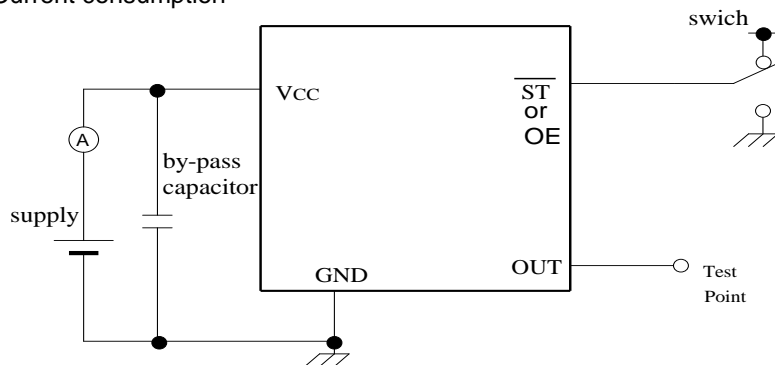 Current consumption
swich
VCC
ST
or
OE
A
by-pass
capacitor
supply
GND
OUT
Test
Point